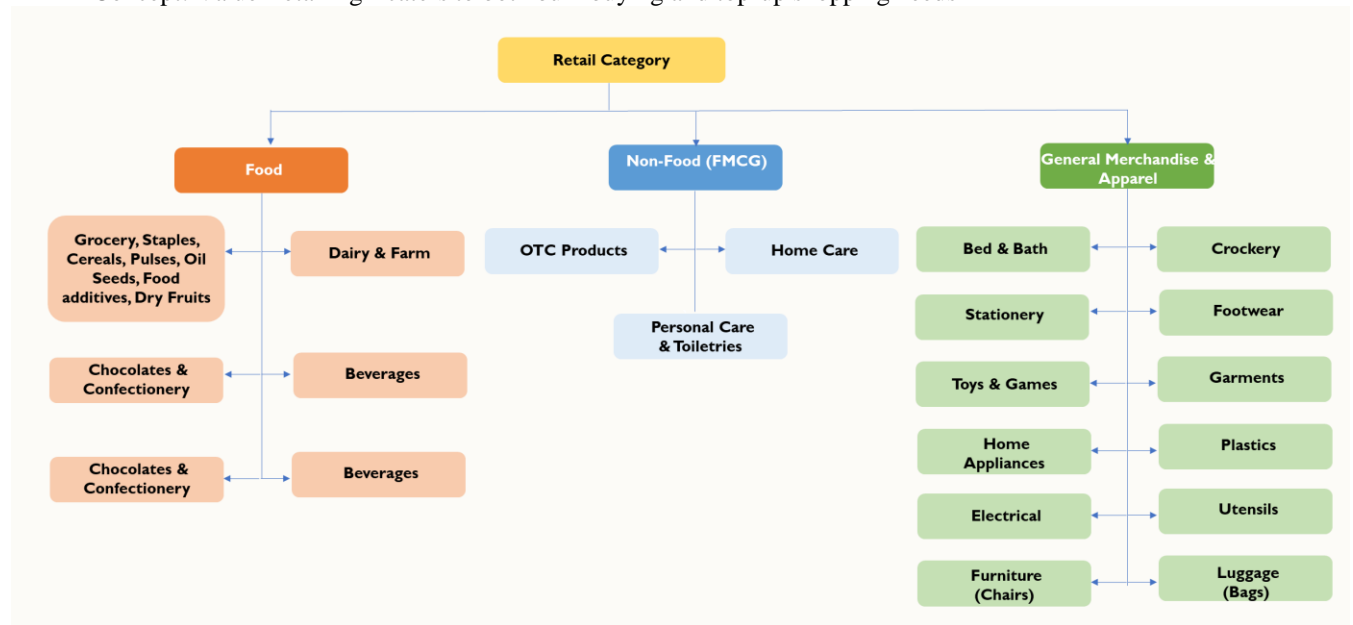 Retail Category
Food
Non-Food (FMCG)
General Merchandise &
Apparel
Grocery, Staples,
Cereals, Pulses, Oil
Seeds, Food
additives, Dry Fruits
Dairy & Farm
Chocolates &
Confectionery
Beverages
Chocolates &
Confectionery
Beverages
OTC Products
Home Care
Personal Care
& Toiletries
Bed & Bath
Crockery
Stationery
Footwear
Toys & Games
Garments
Home
Appliances
Plastics
Electrical
Utensils
Furniture
(Chairs)
Luggage
(Bags)